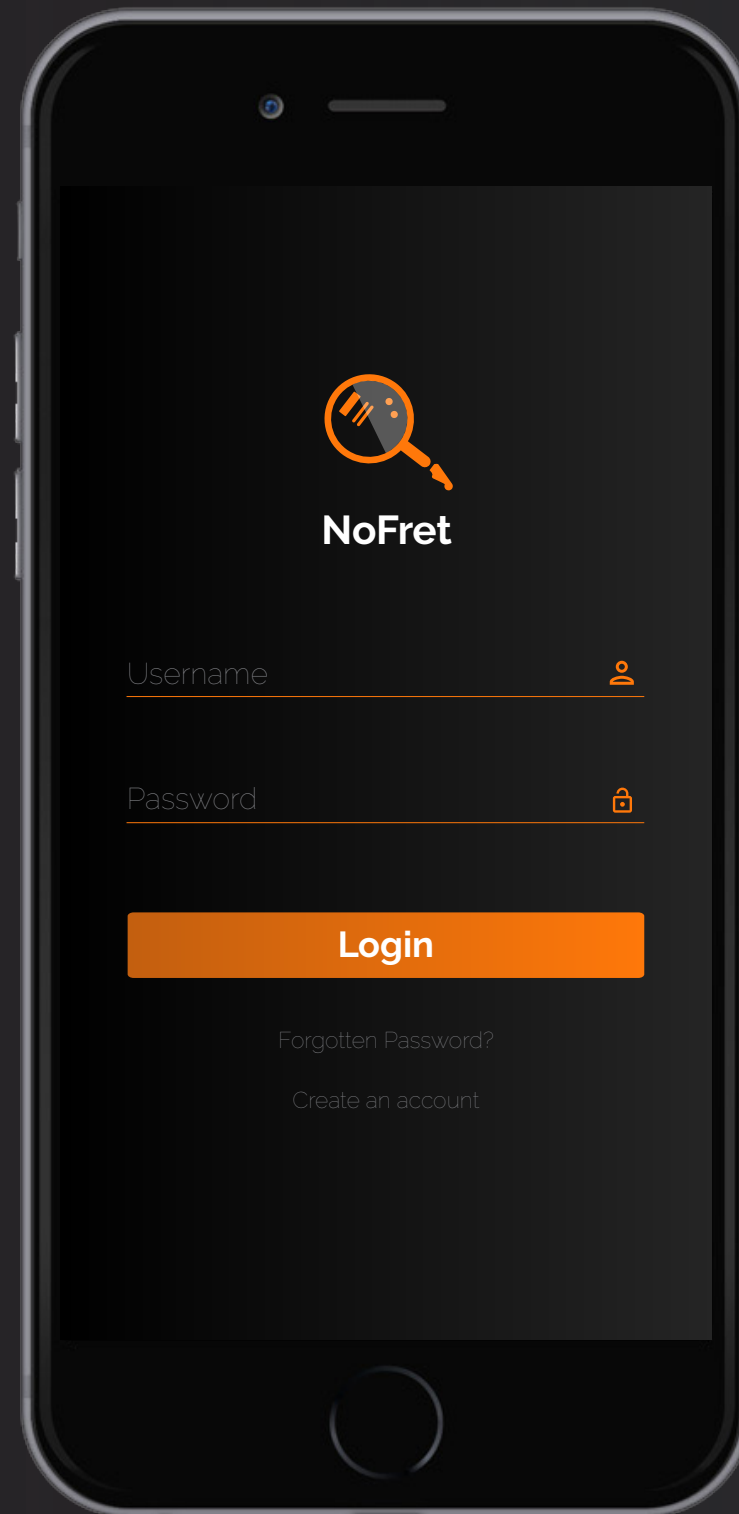 NoFret
Username
Password
Login
Forgotten Password?
Create an account